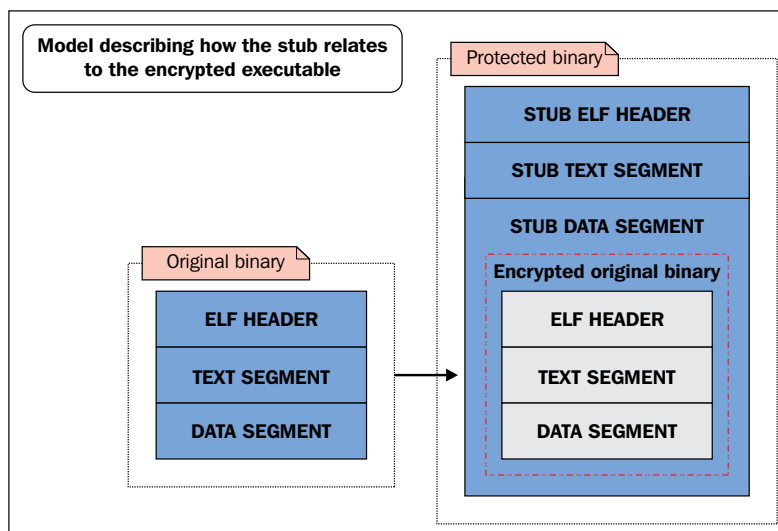 Model describing how the stub relates
to the encrypted executable
Protected binary
STUB ELF HEADER
STUB TEXT SEGMENT
STUB DATA SEGMENT
Original binary
ELF HEADER
TEXT SEGMENT
DATA SEGMENT
Encrypted original binary
ELF HEADER
TEXT SEGMENT
DATA SEGMENT